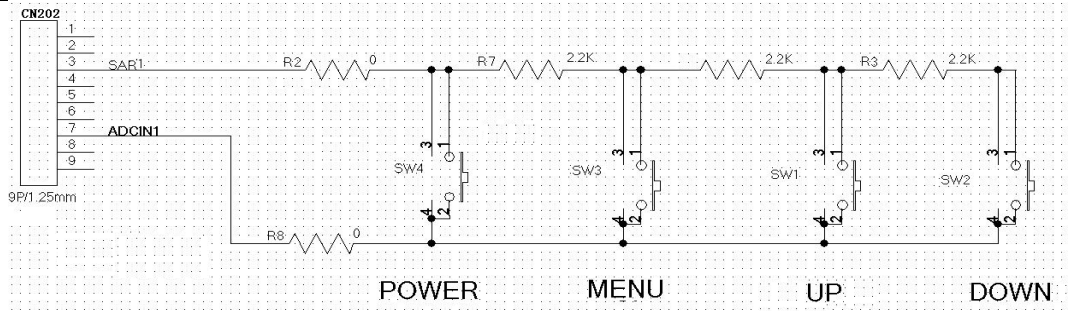 CN202
1
2
3
4
5
6
7
8
9
9P/1.25mm
SAR1
ADCIN1
R2 0
R7 2.2K
2.2K
R3 2.2K
3 1
SW4
4 2
3 1
SW3
4 2
3 1
SW1
4 2
3 1
SW2
4 2
R8 0
POWER MENU UP DOWN